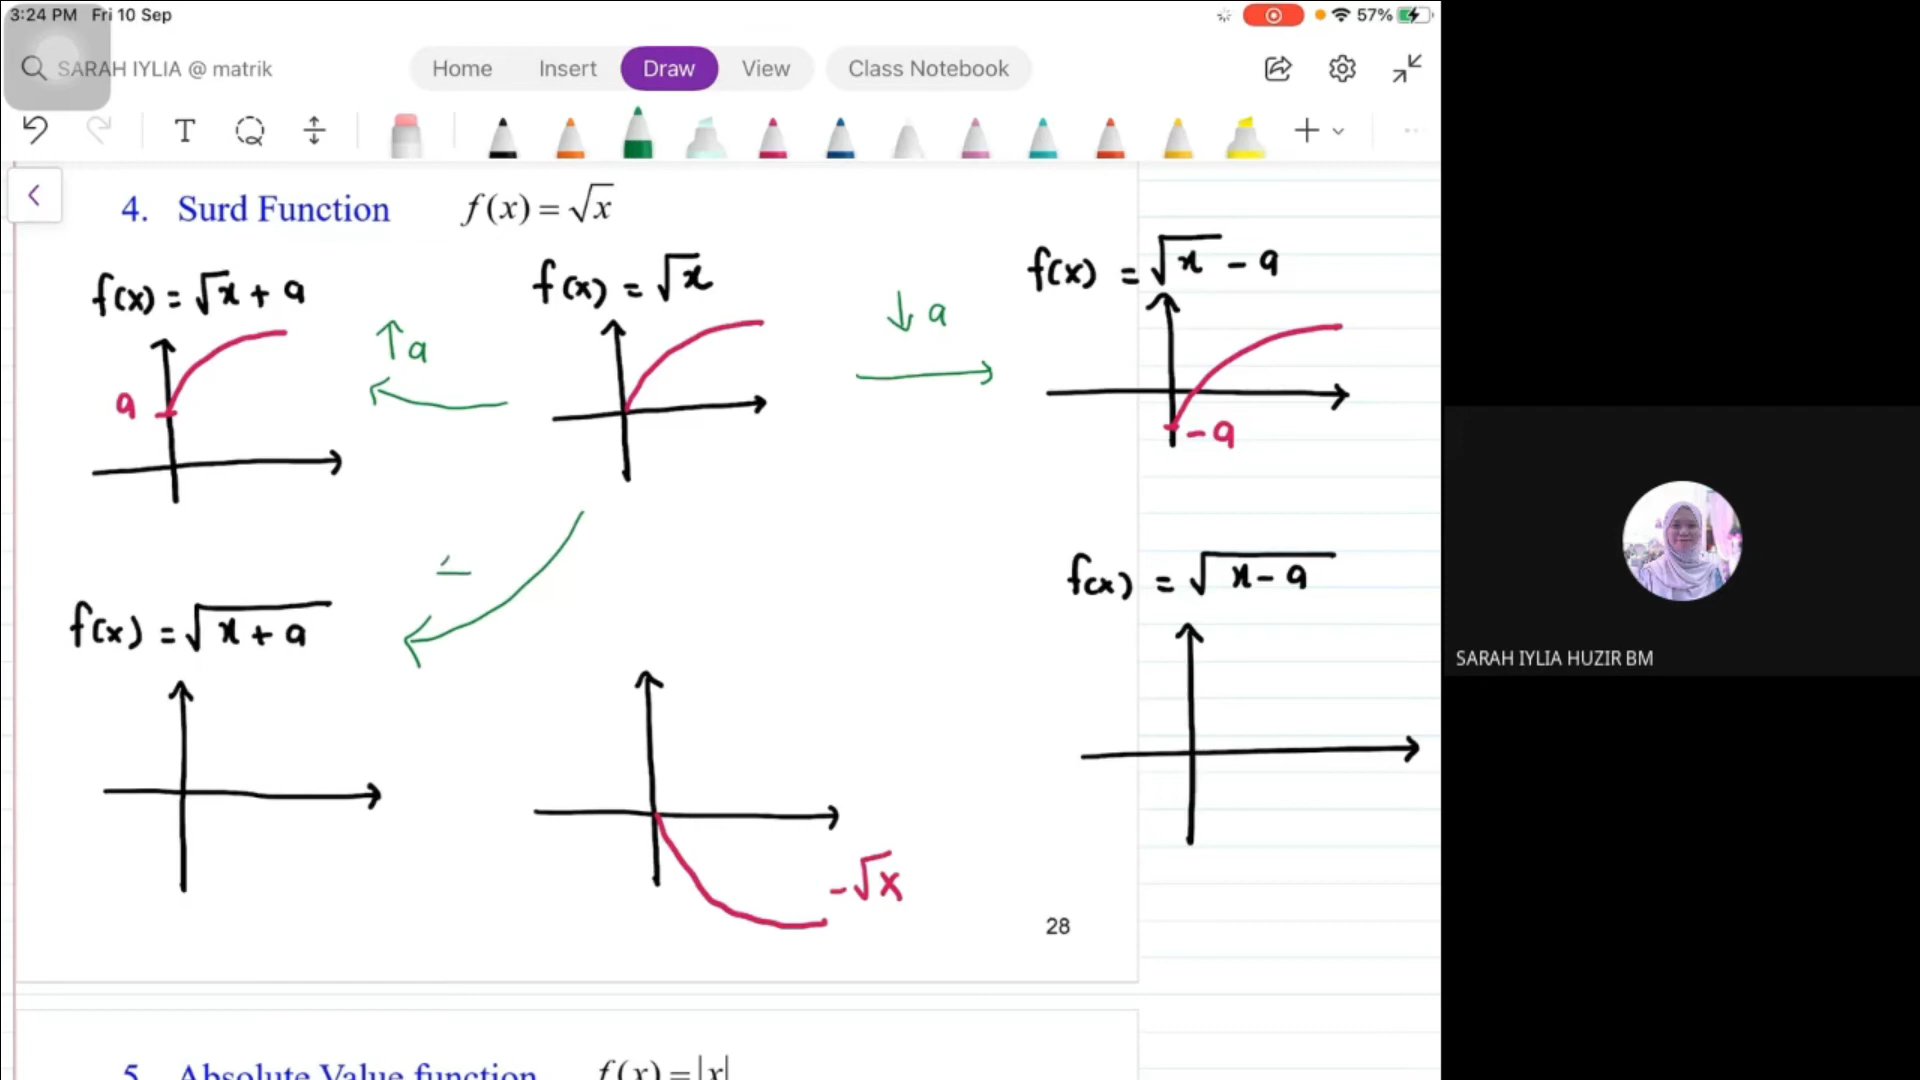 3:24 PM Fri 10 Sep
57%
SARAH IYLIA @ matrik
Home Insert Draw View Class Notebook
T
4. Surd Function f(x) = √x
f(x) = √x + a
f(x) = √x
f(x) = √x - a
↑a
↓a
a
-a
f(x) = √(x + a)
f(x) = √(x - a)
-√x
28
5. Absolute Value function f(x) = |x|
SARAH IYLIA HUZIR BM